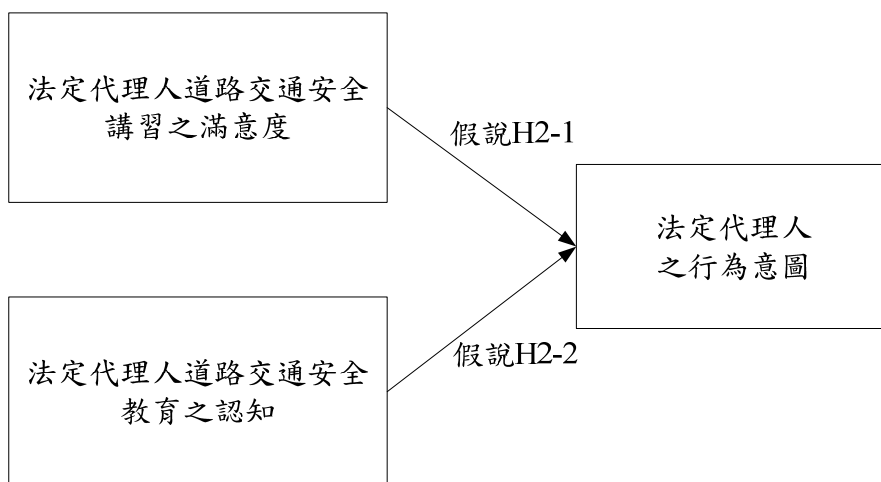 法定代理人道路交通安全
講習之滿意度
假說H2-1
法定代理人
之行為意圖
假說H2-2
法定代理人道路交通安全
教育之認知